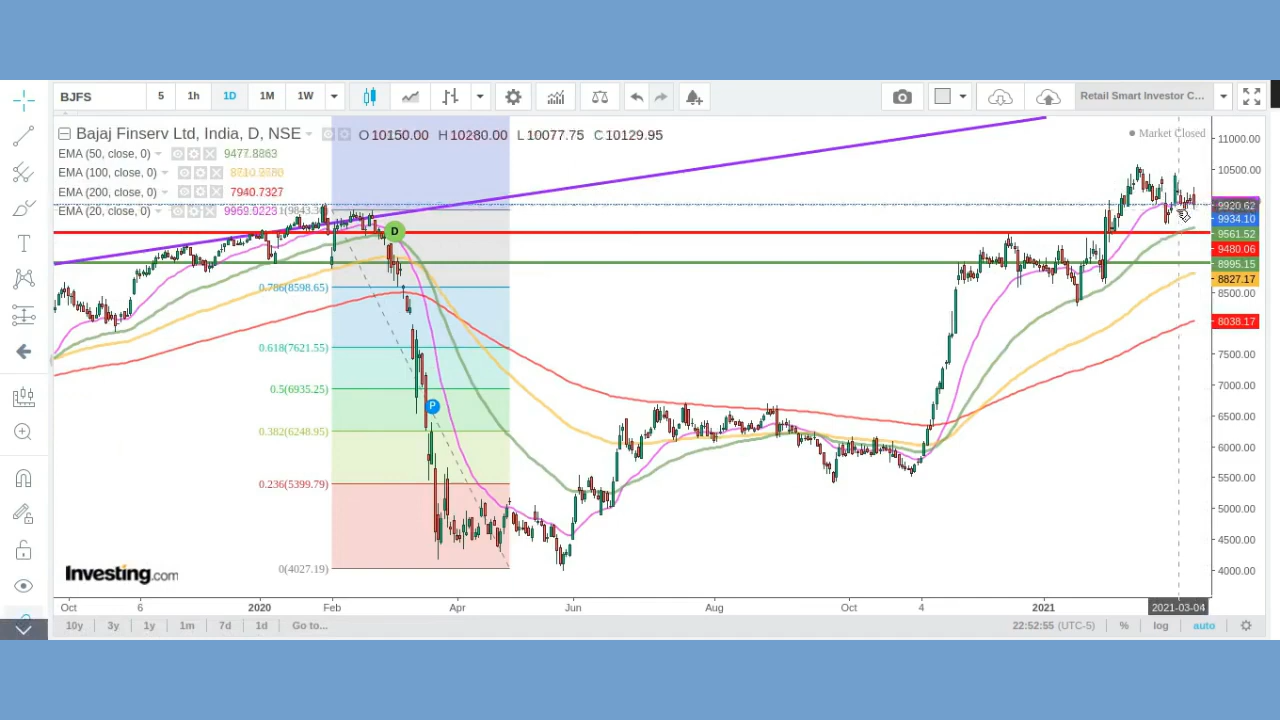 BJFS 5 1h 1D 1M 1W Retail Smart Investor C...
Bajaj Finserv Ltd, India, D, NSE O10150.00 H10280.00 L10077.75 C10129.95
Market Closed
EMA (50, close, 0) 9477.8863
EMA (100, close, 0)
EMA (200, close, 0) 7940.7327
EMA (20, close, 0)
D
0.786(8598.65)
0.618(7621.55)
0.5(6935.25)
P
0.382(6248.95)
0.236(5399.79)
0(4027.19)
11000.00
10500.00
9920.62
9934.10
9561.52
9480.06
8995.15
8827.17
8500.00
8038.17
7500.00
7000.00
6500.00
6000.00
5500.00
5000.00
4500.00
4000.00
Investing.com
Oct 6 2020 Feb Apr Jun Aug Oct 4 2021 2021-03-04
10y 3y 1y 1m 7d 1d Go to... 22:52:55 (UTC-5) % log auto